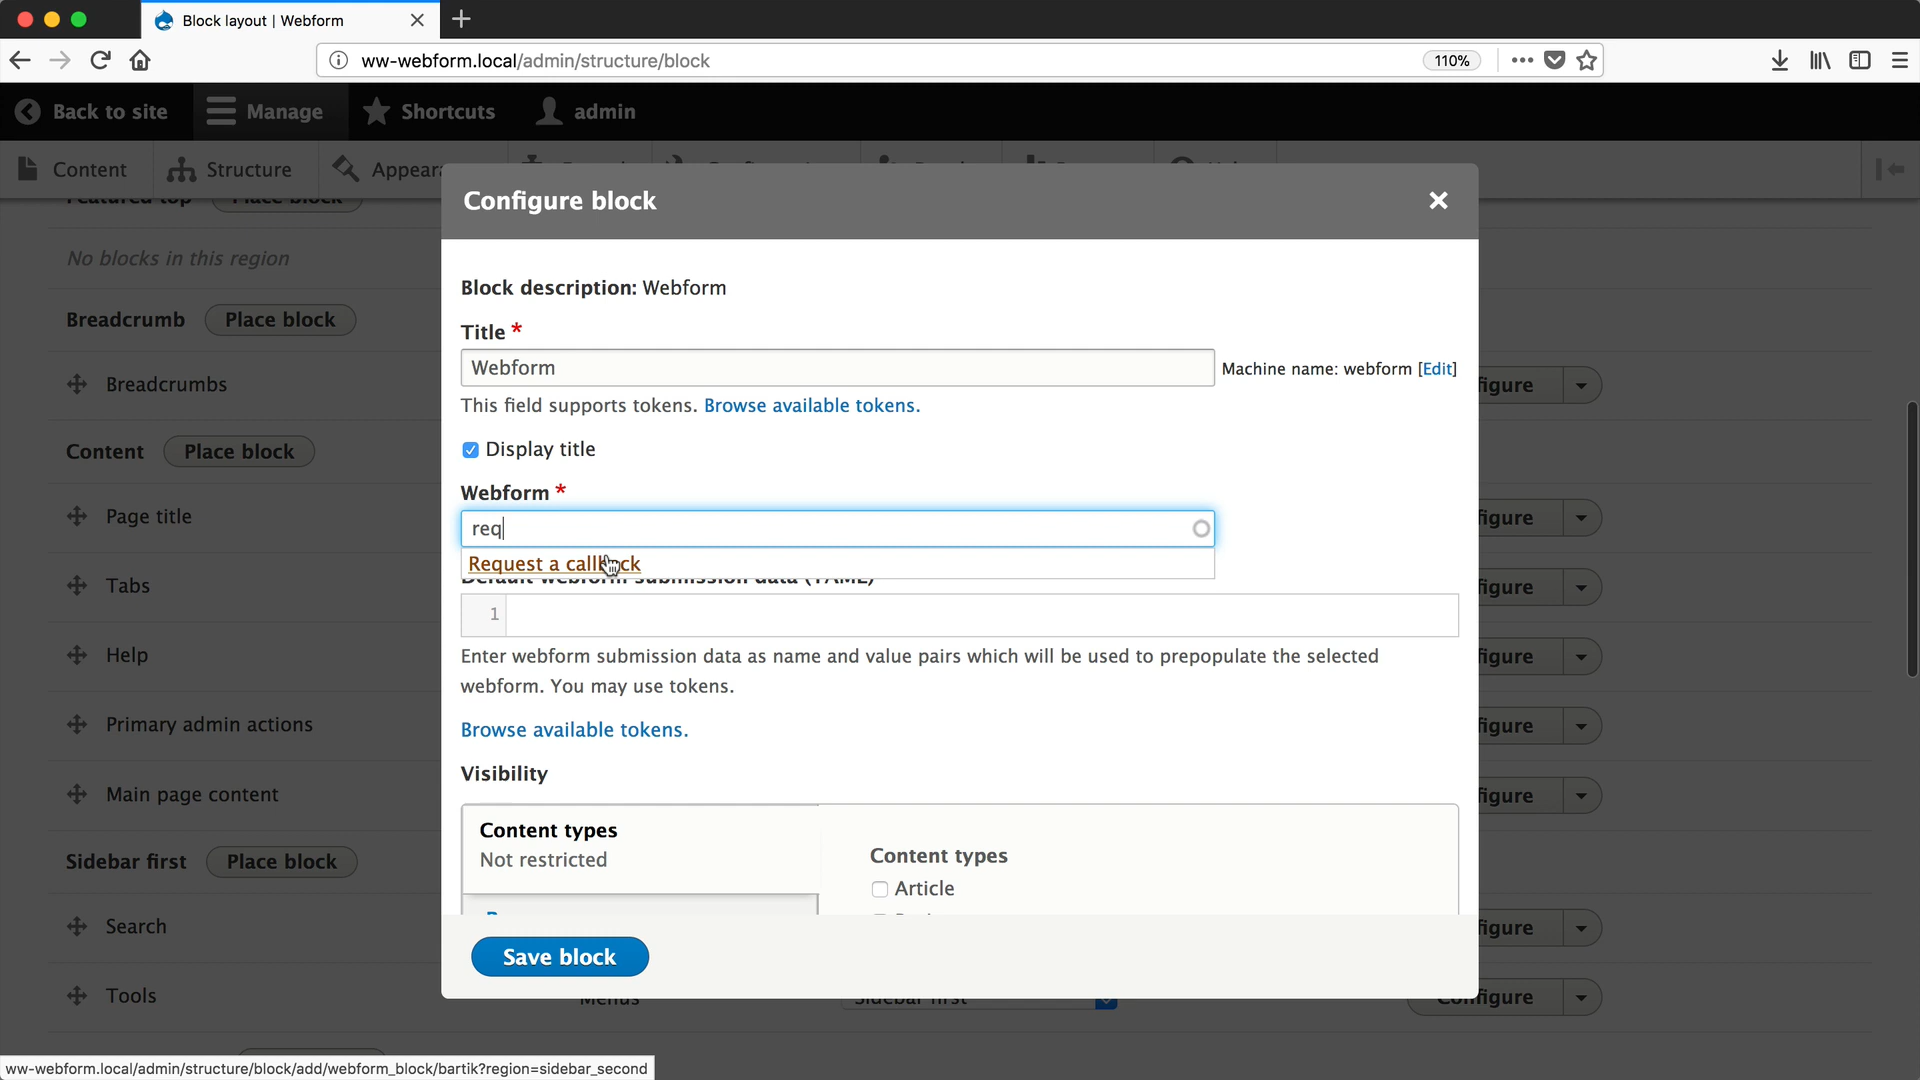 Block layout | Webform
ww-webform.local/admin/structure/block
110%
Back to site
Manage
Shortcuts
admin
Content
Structure
Appear
Configure block
Place block
No blocks in this region
Block description: Webform
Breadcrumb
Place block
Title *
Webform
Machine name: webform [Edit]
Breadcrumbs
figure
This field supports tokens. Browse available tokens.
Content
Place block
Display title
Webform *
Page title
req
figure
Request a callback
Default webform submission data (YAML)
Tabs
figure
1
Help
Enter webform submission data as name and value pairs which will be used to prepopulate the selected
webform. You may use tokens.
figure
Primary admin actions
Browse available tokens.
figure
Visibility
Main page content
figure
Content types
Not restricted
Content types
Article
Sidebar first
Place block
Search
figure
Save block
Tools
Menus
Sidebar first
Configure
ww-webform.local/admin/structure/block/add/webform_block/bartik?region=sidebar_second